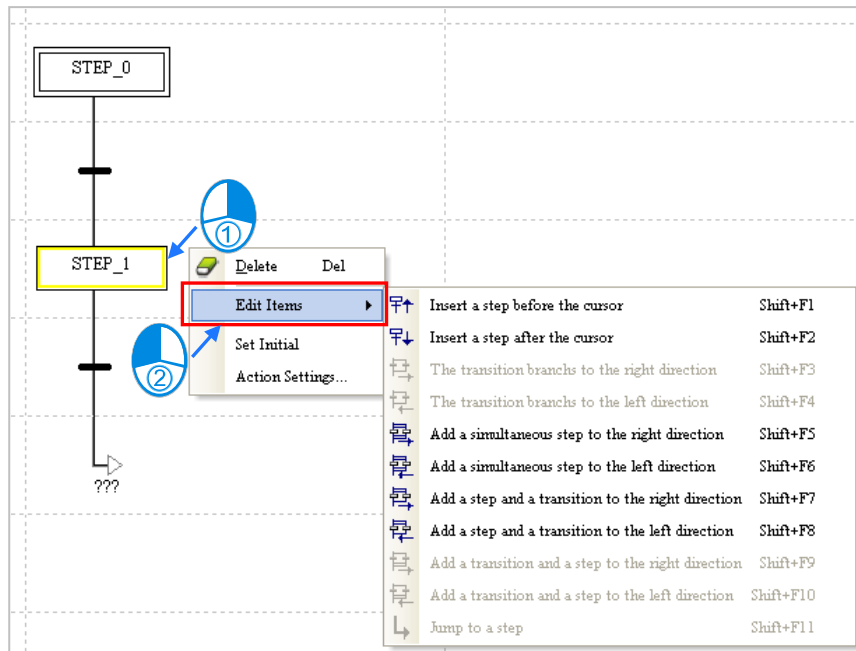 STEP_0
①
STEP_1
Delete Del
Edit Items
Set Initial
Action Settings...
②
Insert a step before the cursor Shift+F1
Insert a step after the cursor Shift+F2
The transition branchs to the right direction Shift+F3
The transition branchs to the left direction Shift+F4
Add a simultaneous step to the right direction Shift+F5
Add a simultaneous step to the left direction Shift+F6
Add a step and a transition to the right direction Shift+F7
Add a step and a transition to the left direction Shift+F8
Add a transition and a step to the right direction Shift+F9
Add a transition and a step to the left direction Shift+F10
Jump to a step Shift+F11
???